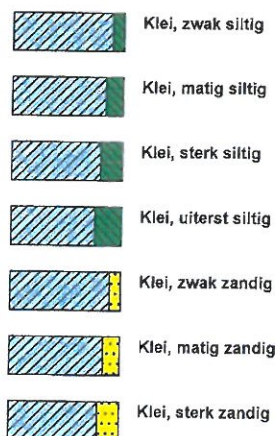 Klei, zwak siltig
Klei, matig siltig
Klei, sterk siltig
Klei, uiterst siltig
Klei, zwak zandig
Klei, matig zandig
Klei, sterk zandig